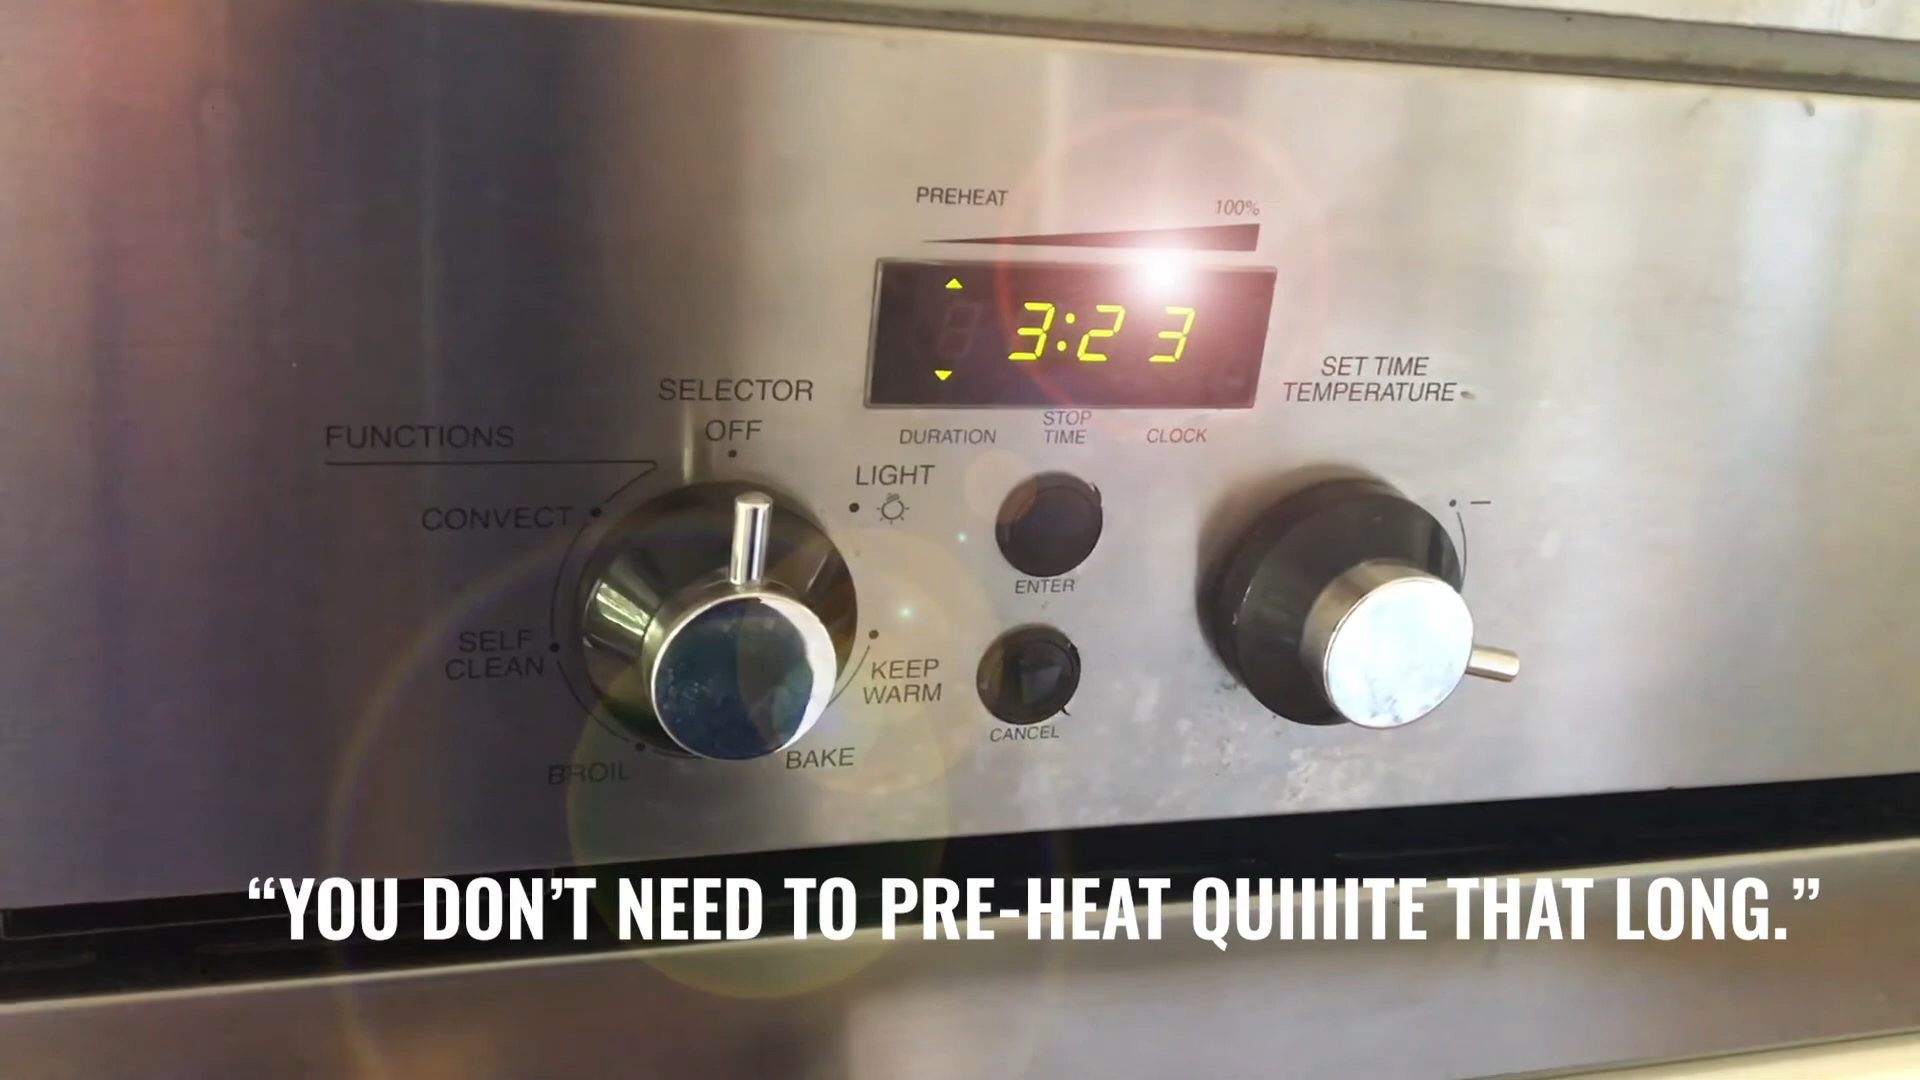 PREHEAT
100%
3:23
SET TIME
TEMPERATURE
SELECTOR
OFF
FUNCTIONS
DURATION
STOP
TIME
CLOCK
LIGHT
CONVECT
ENTER
SELF
CLEAN
KEEP
WARM
CANCEL
BAKE
BROIL
“YOU DON’T NEED TO PRE-HEAT QUIIIITE THAT LONG.”